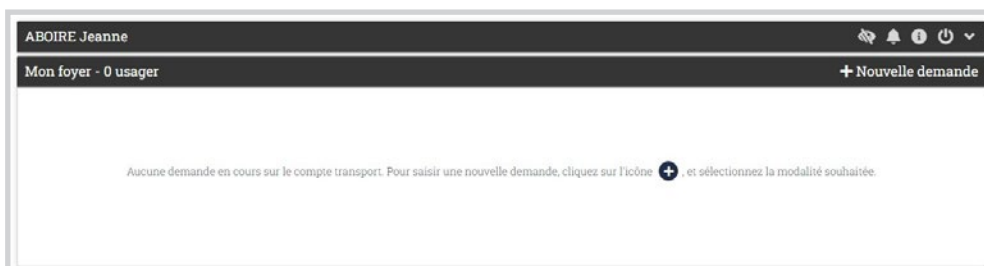 ABOIRE Jeanne
Mon foyer - 0 usager
+ Nouvelle demande
Aucune demande en cours sur le compte transport. Pour saisir une nouvelle demande, cliquez sur l'icône + , et sélectionnez la modalité souhaitée.